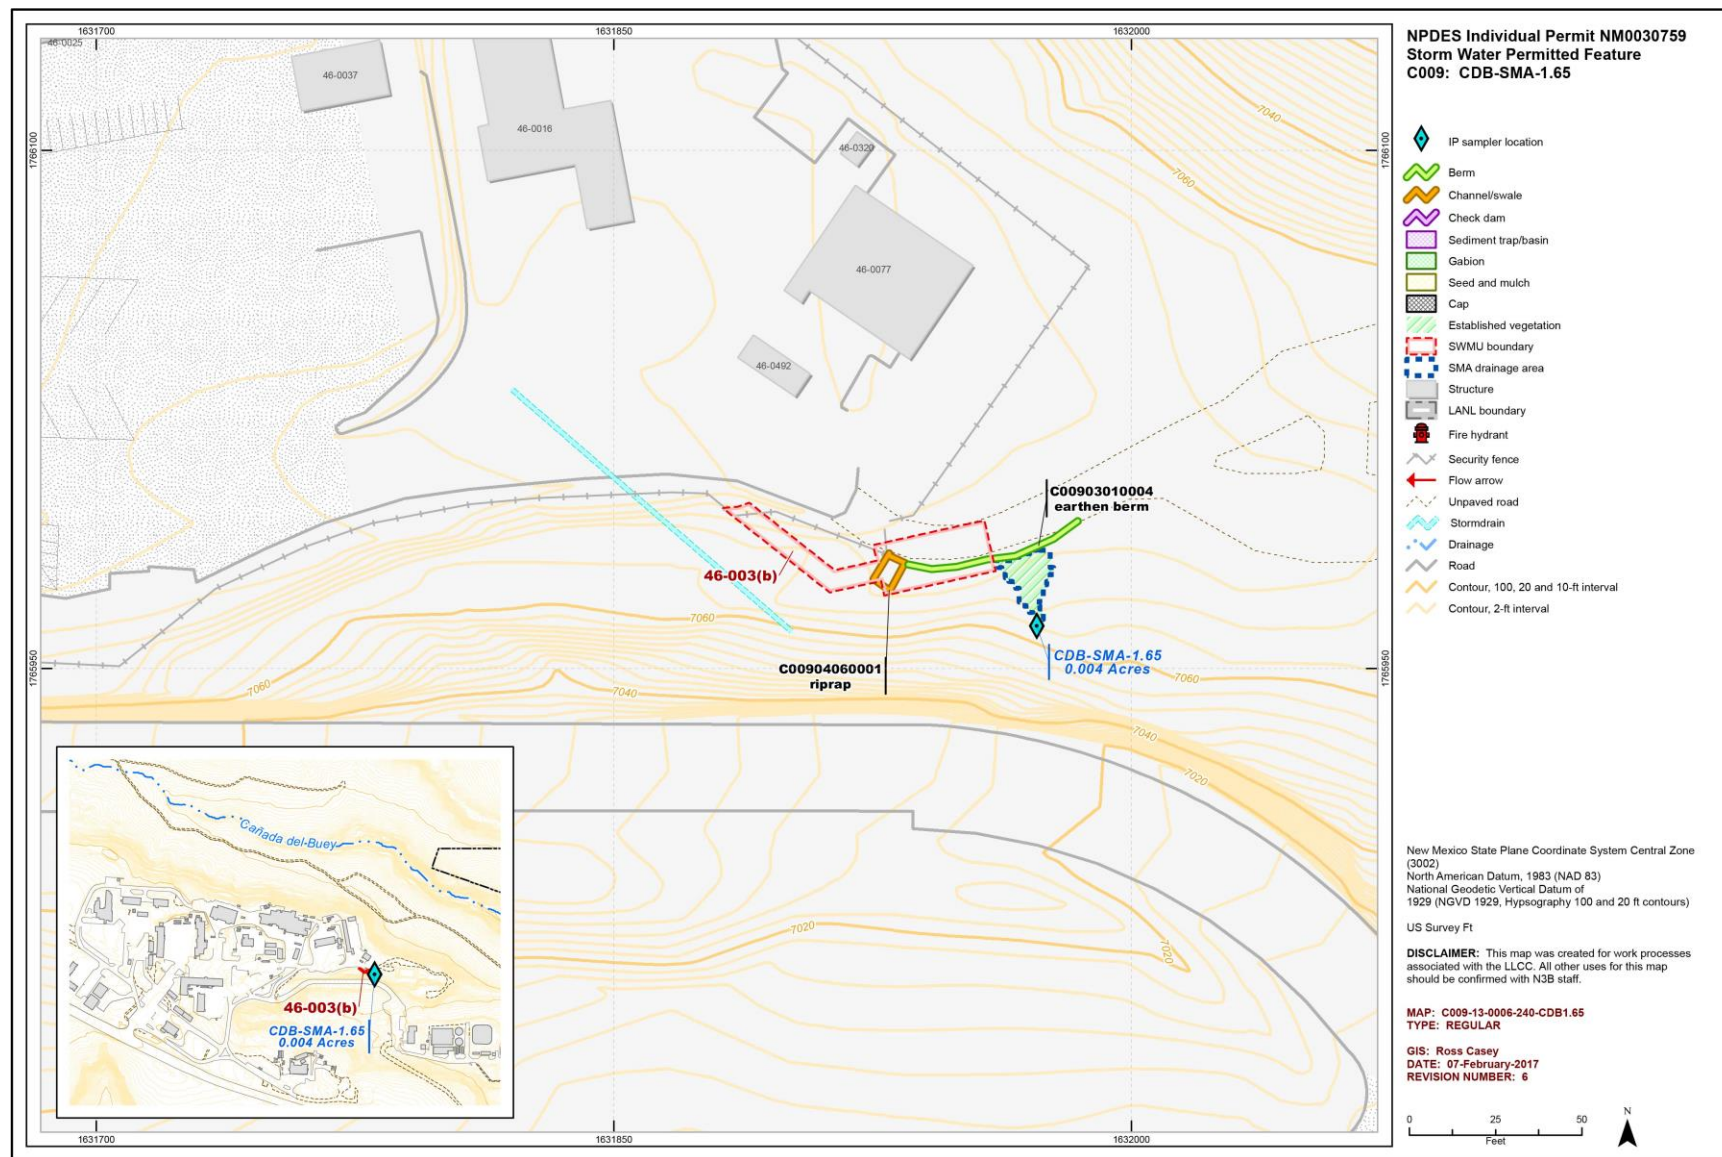 1631700
1631850
1632000
46-0025
46-0037
46-0016
46-0320
46-0077
46-0492
1766100
1766100
7040
7060
C00903010004
earthen berm
46-003(b)
7060
C00904060001
riprap
CDB-SMA-1.65
0.004 Acres
7060
1765950
1765950
7060
7040
7040
7020
7020
7020
Cañada del-Buey
46-003(b)
CDB-SMA-1.65
0.004 Acres
1631700
1631850
1632000
NPDES Individual Permit NM0030759
Storm Water Permitted Feature
C009: CDB-SMA-1.65
IP sampler location
Berm
Channel/swale
Check dam
Sediment trap/basin
Gabion
Seed and mulch
Cap
Established vegetation
SWMU boundary
SMA drainage area
Structure
LANL boundary
Fire hydrant
Security fence
Flow arrow
Unpaved road
Stormdrain
Drainage
Road
Contour, 100, 20 and 10-ft interval
Contour, 2-ft interval
New Mexico State Plane Coordinate System Central Zone
(3002)
North American Datum, 1983 (NAD 83)
National Geodetic Vertical Datum of
1929 (NGVD 1929, Hypsography 100 and 20 ft contours)
US Survey Ft
DISCLAIMER: This map was created for work processes
associated with the LLCC. All other uses for this map
should be confirmed with N3B staff.
MAP: C009-13-0006-240-CDB1.65
TYPE: REGULAR
GIS: Ross Casey
DATE: 07-February-2017
REVISION NUMBER: 6
0 25 50
Feet
N